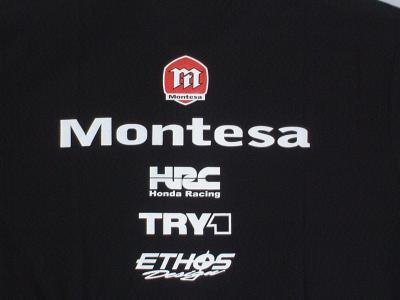 m
Montesa
Montesa
HRC
Honda Racing
TRY1
ETHOS
Design